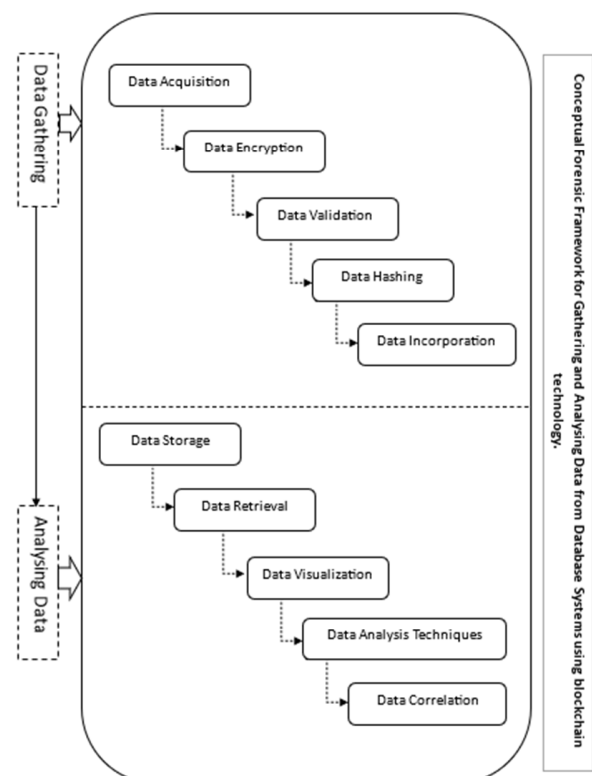 Data Gathering
Data Acquisition
Data Encryption
Data Validation
Data Hashing
Data Incorporation
Analysing Data
Data Storage
Data Retrieval
Data Visualization
Data Analysis Techniques
Data Correlation
Conceptual Forensic Framework for Gathering and Analysing Data from Database Systems using blockchain
technology.